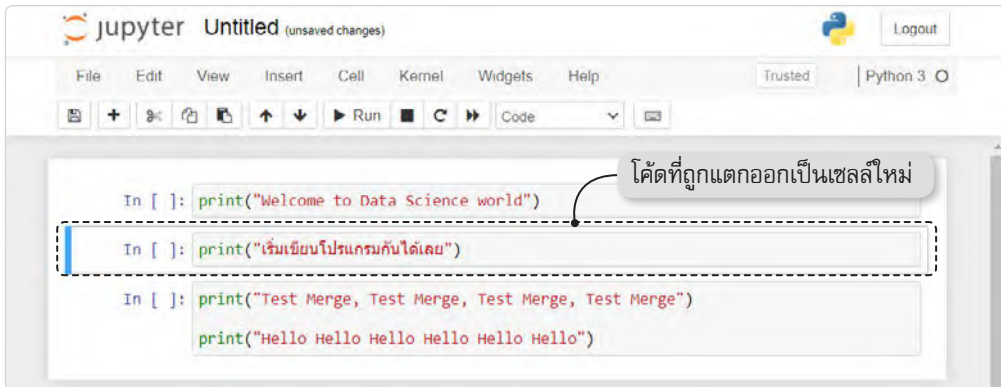 Jupyter Untitled (unsaved changes) Logout
File Edit View Insert Cell Kernel Widgets Help Trusted Python 3
Run Code
โค้ดที่ถูกแตกออกเป็นเซลล์ใหม่
In [ ]: print("Welcome to Data Science world")
In [ ]: print("เริ่มเขียนโปรแกรมกันได้เลย")
In [ ]: print("Test Merge, Test Merge, Test Merge, Test Merge")
print("Hello Hello Hello Hello Hello Hello")